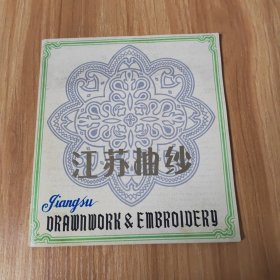 江苏抽纱
Jiangsu
DRAWNWORK & EMBROIDERY